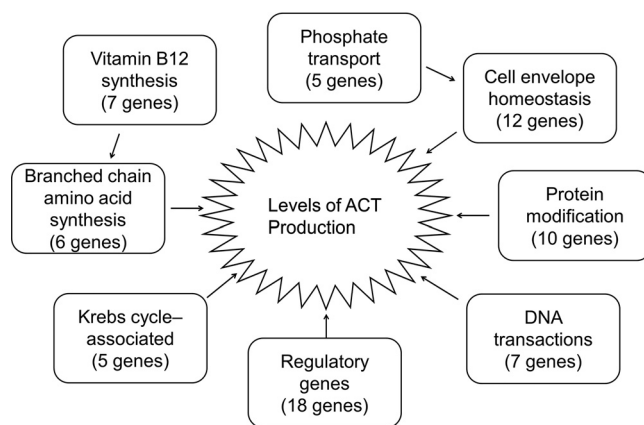 Vitamin B12
synthesis
(7 genes)
Phosphate
transport
(5 genes)
Cell envelope
homeostasis
(12 genes)
Branched chain
amino acid
synthesis
(6 genes)
Levels of ACT
Production
Protein
modification
(10 genes)
Krebs cycle–
associated
(5 genes)
Regulatory
genes
(18 genes)
DNA
transactions
(7 genes)